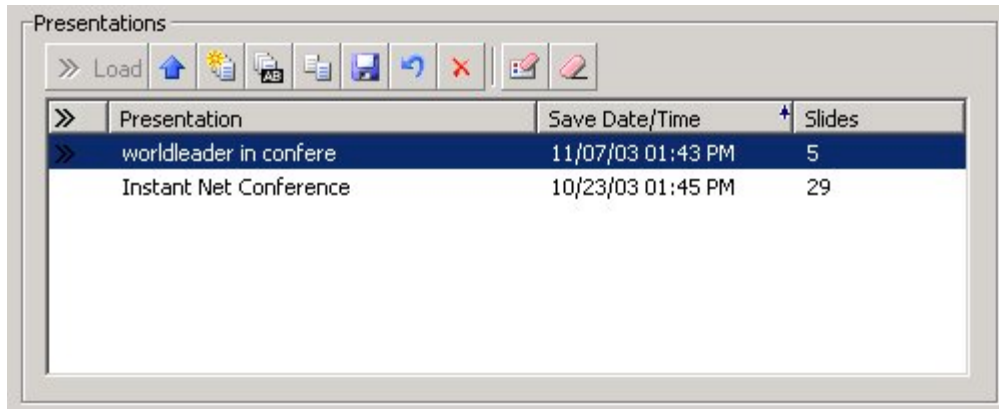 Presentations
Load AB
Presentation Save Date/Time Slides
worldleader in confere 11/07/03 01:43 PM 5
Instant Net Conference 10/23/03 01:45 PM 29